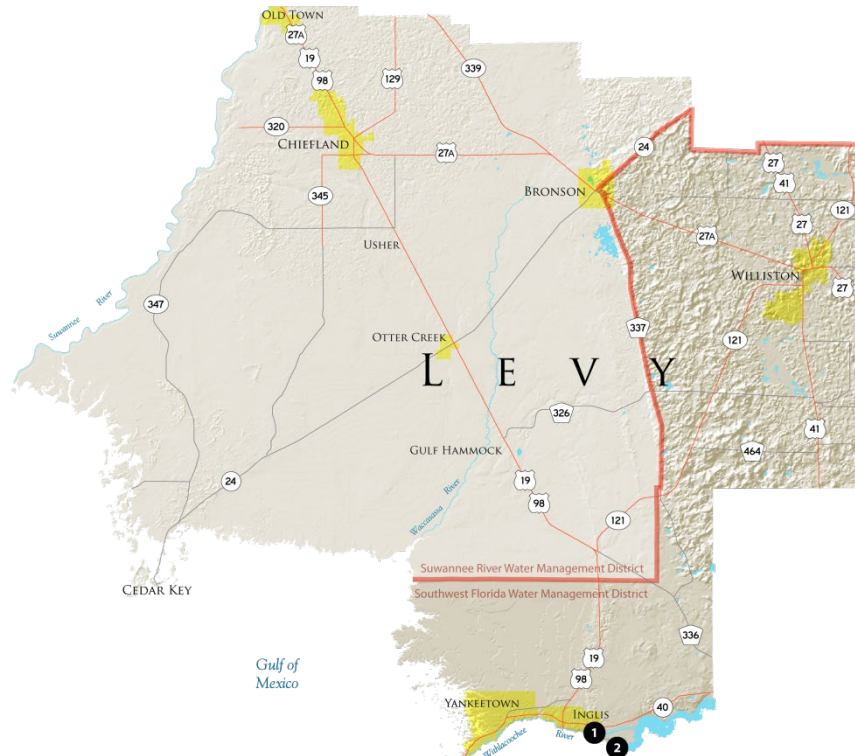 OLD TOWN
27A
19
98
129
339
320
CHIEFLAND
27A
24
27
41
345
BRONSON
121
27
27A
USHER
WILLISTON
27
Suwannee River
347
337
OTTER CREEK
121
L E V Y
326
41
GULF HAMMOCK
464
24
19
98
Waccasassa River
121
Suwannee River Water Management District
CEDAR KEY
Southwest Florida Water Management District
336
Gulf of
Mexico
19
98
YANKEETOWN
INGLIS
40
1
Withlacoochee River
2